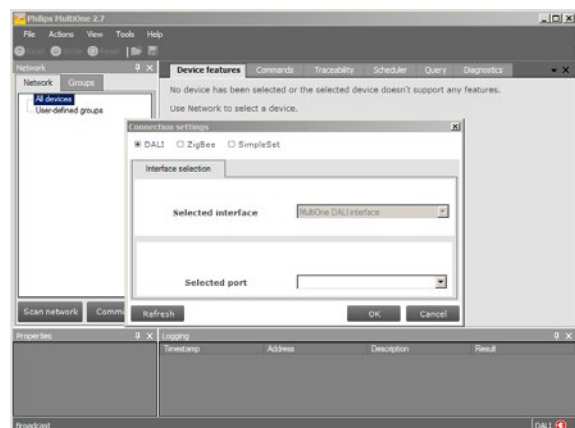 Philips MultiOne 2.7
File Actions View Tools Help
Network
Network Groups
All devices
User-defined groups
Device features Commands Traceability Scheduler Query Diagnostics
No device has been selected or the selected device doesn't support any features.
Use Network to select a device.
Connection settings
DALI ZigBee SimpleSet
Interface selection
Selected interface MultiOne DALI interface
Selected port
Refresh OK Cancel
Scan network
Properties
Logging
Timestamp Address Description Result
Broadcast
DALI